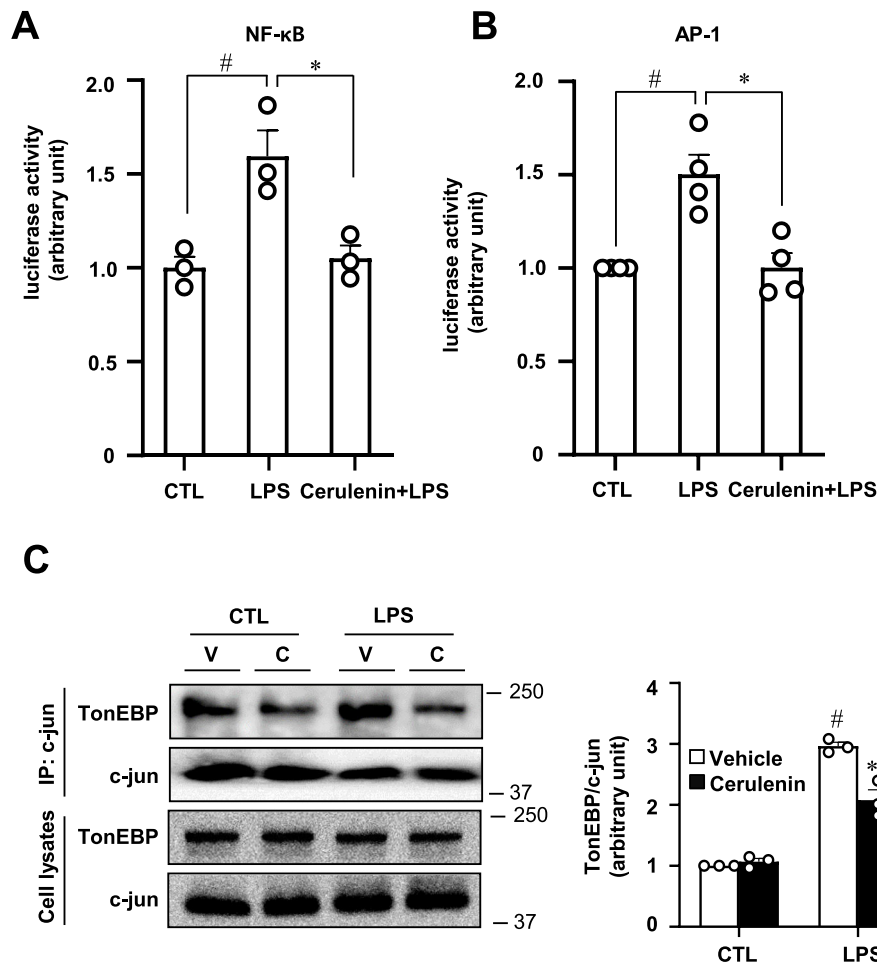 A
NF-κB
luciferase activity
(arbitrary unit)
2.0
1.5
1.0
0.5
0
#
*
CTL
LPS
Cerulenin+LPS
B
AP-1
luciferase activity
(arbitrary unit)
2.0
1.5
1.0
0.5
0
#
*
CTL
LPS
Cerulenin+LPS
C
CTL
LPS
V
C
V
C
IP: c-jun
TonEBP
250
c-jun
37
Cell lysates
TonEBP
250
c-jun
37
TonEBP/c-jun
(arbitrary unit)
4
3
2
1
0
Vehicle
Cerulenin
#
*
CTL
LPS